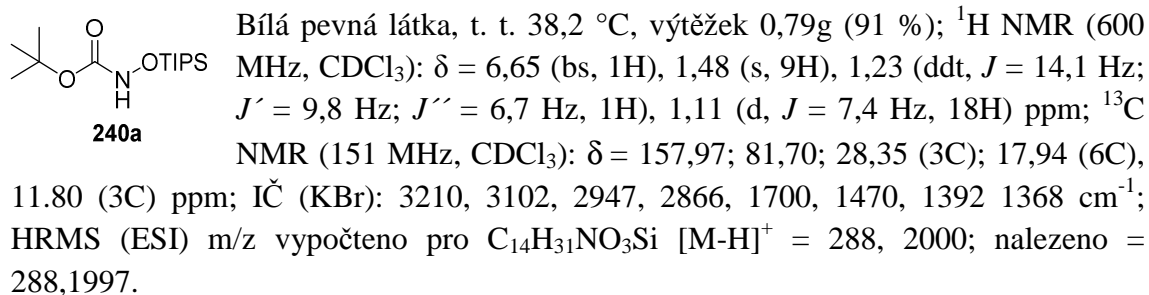 Bílá pevná látka, t. t. 38,2 °C, výtěžek 0,79g (91 %); ¹H NMR (600
MHz, CDCl₃): δ = 6,65 (bs, 1H), 1,48 (s, 9H), 1,23 (ddt, J = 14,1 Hz;
J´ = 9,8 Hz; J´´ = 6,7 Hz, 1H), 1,11 (d, J = 7,4 Hz, 18H) ppm; ¹³C
NMR (151 MHz, CDCl₃): δ = 157,97; 81,70; 28,35 (3C); 17,94 (6C),
11.80 (3C) ppm; IČ (KBr): 3210, 3102, 2947, 2866, 1700, 1470, 1392 1368 cm⁻¹;
HRMS (ESI) m/z vypočteno pro C₁₄H₃₁NO₃Si [M-H]⁺ = 288, 2000; nalezeno =
288,1997.
O
O
N
H
OTIPS
240a